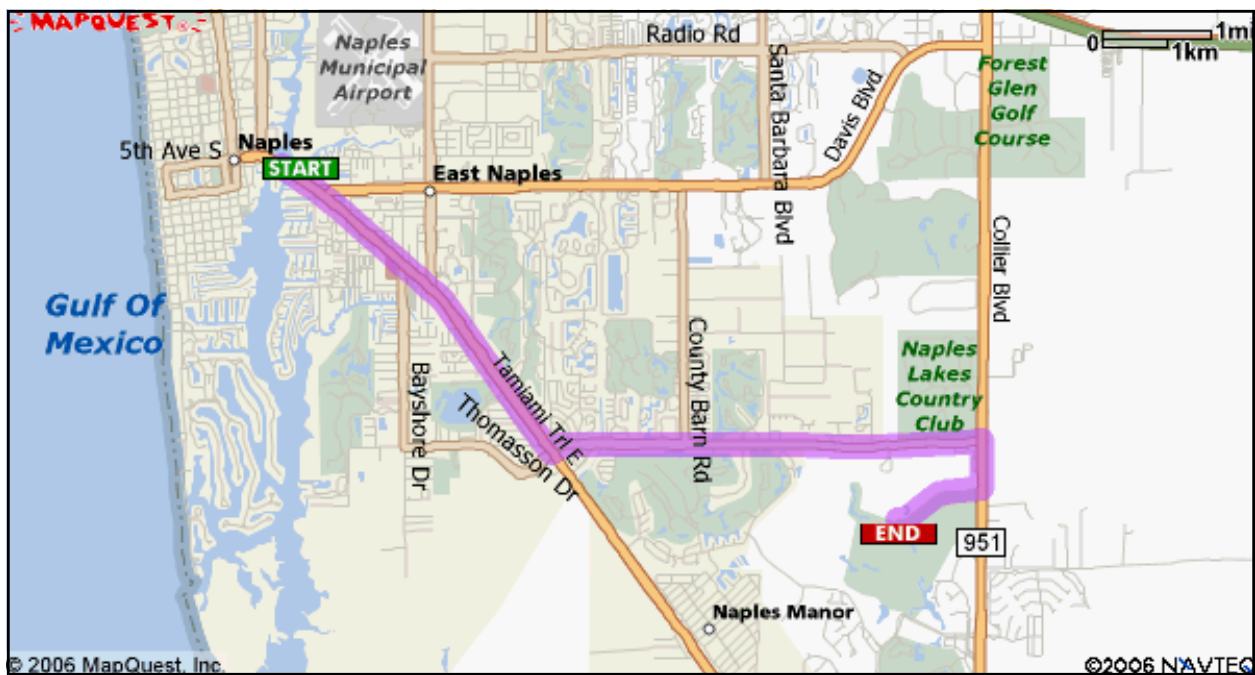 MAPQUEST
Naples
Municipal
Airport
Radio Rd
0
1mi
1km
Forest
Glen
Golf
Course
Santa Barbara Blvd
Davis Blvd
5th Ave S
Naples
START
East Naples
Collier Blvd
Gulf Of
Mexico
Bayshore Dr
Tamiami Trl E
Thomasson Dr
County Barn Rd
Naples
Lakes
Country
Club
END
951
Naples Manor
© 2006 MapQuest, Inc.
©2006 NAVTEQ